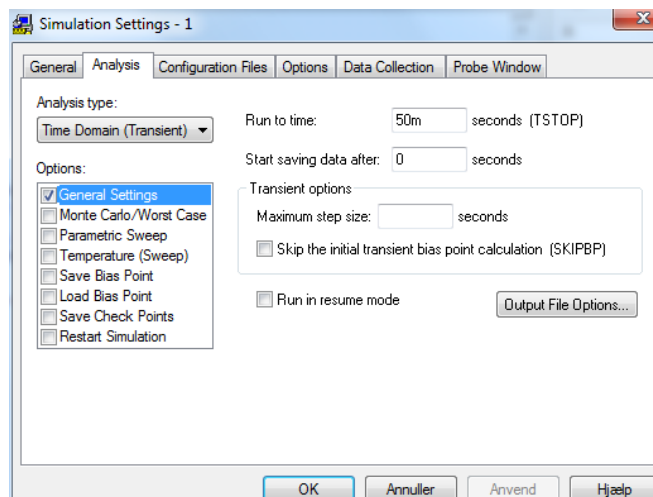 Simulation Settings - 1
General Analysis Configuration Files Options Data Collection Probe Window
Analysis type:
Time Domain (Transient)
Options:
General Settings
Monte Carlo/Worst Case
Parametric Sweep
Temperature (Sweep)
Save Bias Point
Load Bias Point
Save Check Points
Restart Simulation
Run to time: 50m seconds (TSTOP)
Start saving data after: 0 seconds
Transient options
Maximum step size: seconds
Skip the initial transient bias point calculation (SKIPBP)
Run in resume mode
Output File Options...
OK Annuller Anvend Hjælp